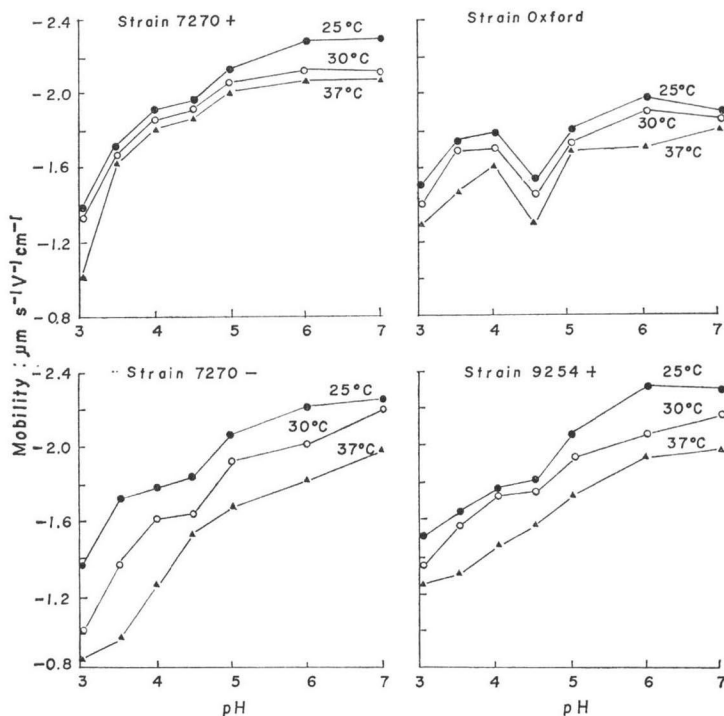 Strain 7270 +
Strain Oxford
-2.4
-2.0
-1.6
-1.2
-0.8
25°C
30°C
37°C
3 4 5 6 7
25°C
30°C
37°C
3 4 5 6 7
Mobility : μm s⁻¹V⁻¹cm⁻¹
Strain 7270 -
Strain 9254 +
-2.4
-2.0
-1.6
-1.2
-0.8
25°C
30°C
37°C
3 4 5 6 7
pH
25°C
30°C
37°C
3 4 5 6 7
pH